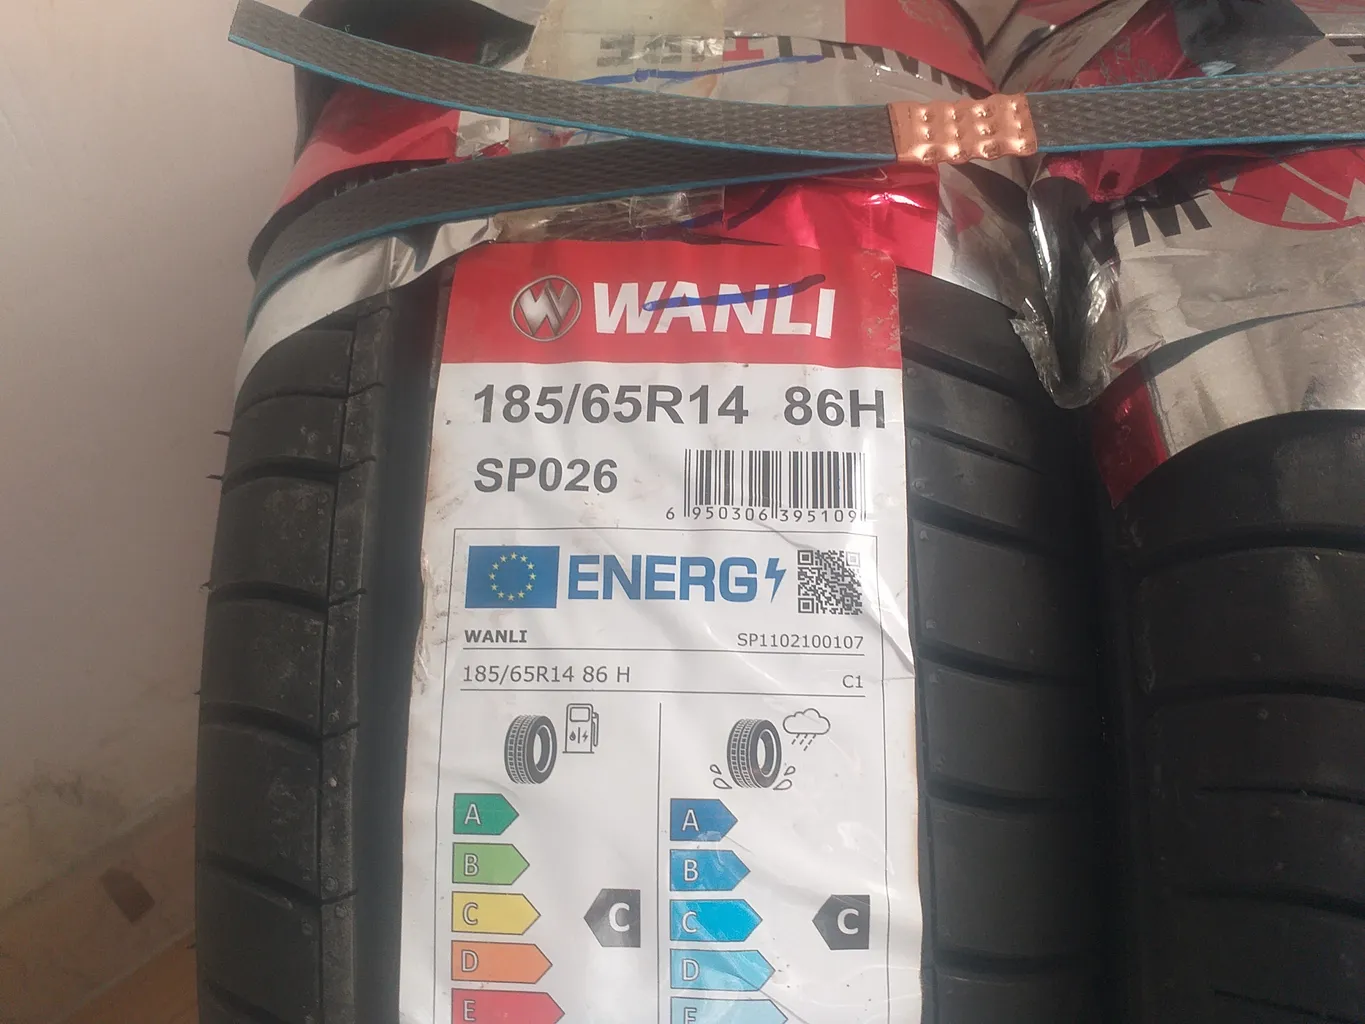 WANLI
185/65R14 86H
SP026
6 950306 395109
ENERG
WANLI SP1102100107
185/65R14 86 H C1
A A
B B
C C C C
D D
E E